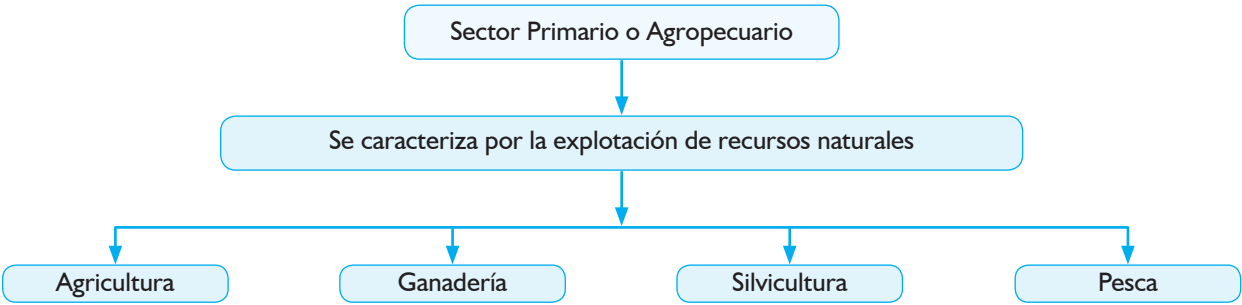 Sector Primario o Agropecuario
Se caracteriza por la explotación de recursos naturales
Agricultura
Ganadería
Silvicultura
Pesca